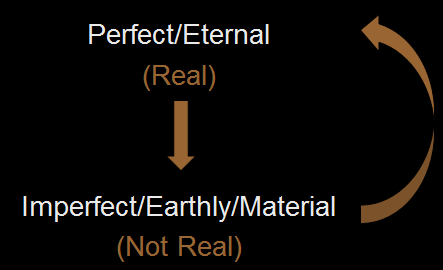 Perfect/Eternal
(Real)
Imperfect/Earthly/Material
(Not Real)